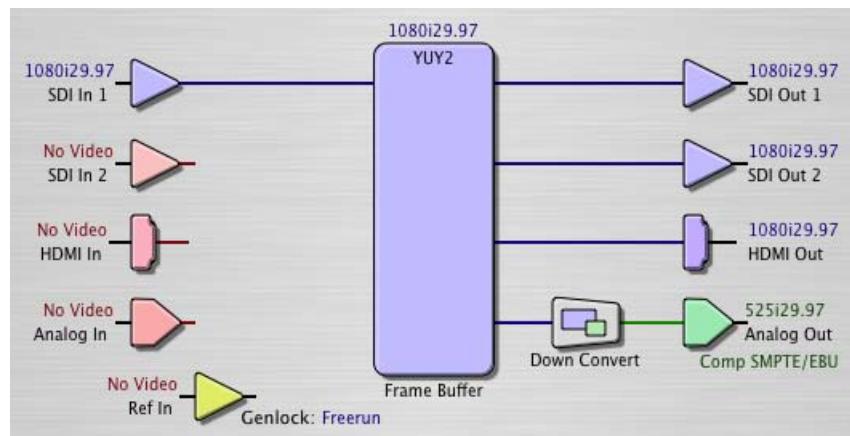 1080i29.97
YUY2
1080i29.97
SDI In 1
1080i29.97
SDI Out 1
No Video
SDI In 2
1080i29.97
SDI Out 2
No Video
HDMI In
1080i29.97
HDMI Out
No Video
Analog In
Down Convert
525i29.97
Analog Out
Comp SMPTE/EBU
No Video
Ref In
Genlock: Freerun
Frame Buffer